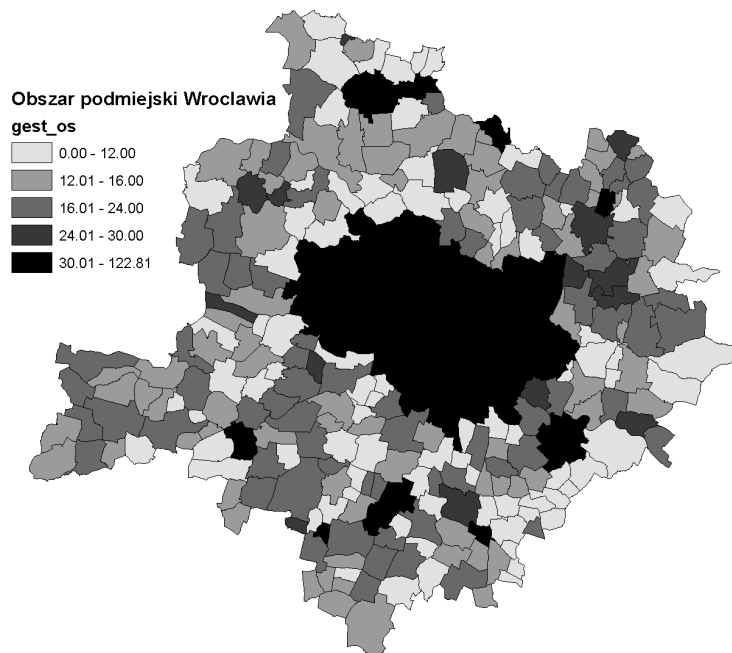 Obszar podmiejski Wroclawia
gest_os
0.00 - 12.00
12.01 - 16.00
16.01 - 24.00
24.01 - 30.00
30.01 - 122.81